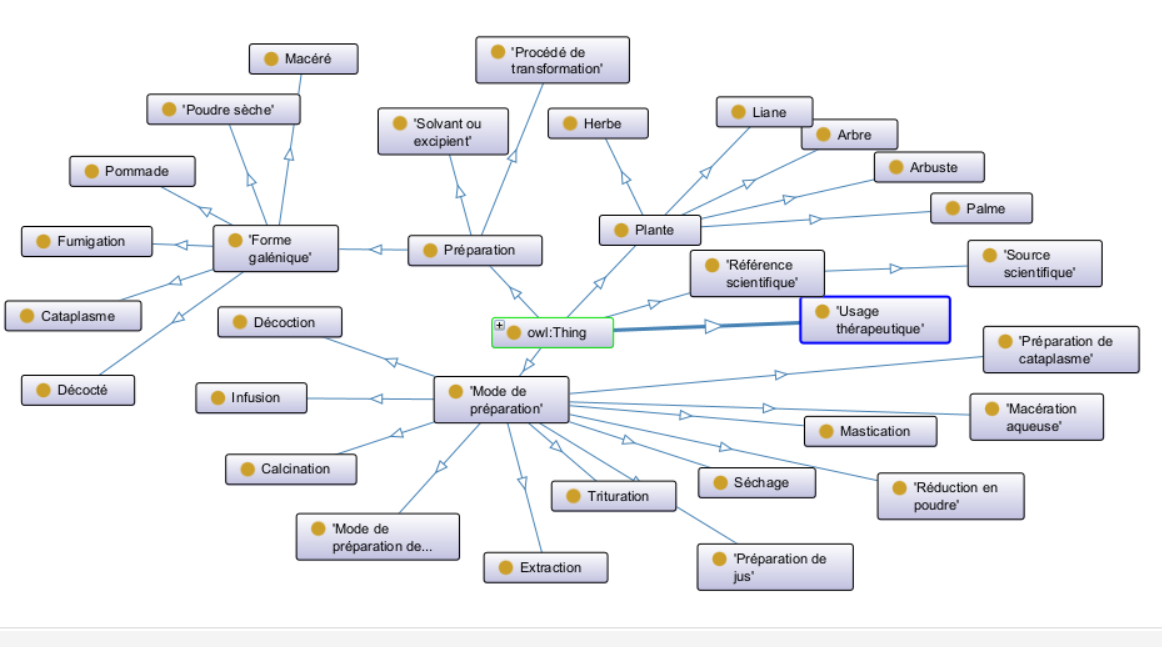 Macéré
'Procédé de
transformation'
'Poudre sèche'
'Solvant ou
excipient'
Herbe
Liane
Arbre
Arbuste
Pommade
Palme
Plante
Fumigation
'Forme
galénique'
Préparation
'Référence
scientifique'
'Source
scientifique'
Cataplasme
Décoction
owl:Thing
'Usage
thérapeutique'
'Préparation de
cataplasme'
Décocté
Infusion
'Mode de
préparation'
'Macération
aqueuse'
Mastication
Calcination
Trituration
Séchage
'Réduction en
poudre'
'Mode de
préparation de...
Extraction
'Préparation de
jus'